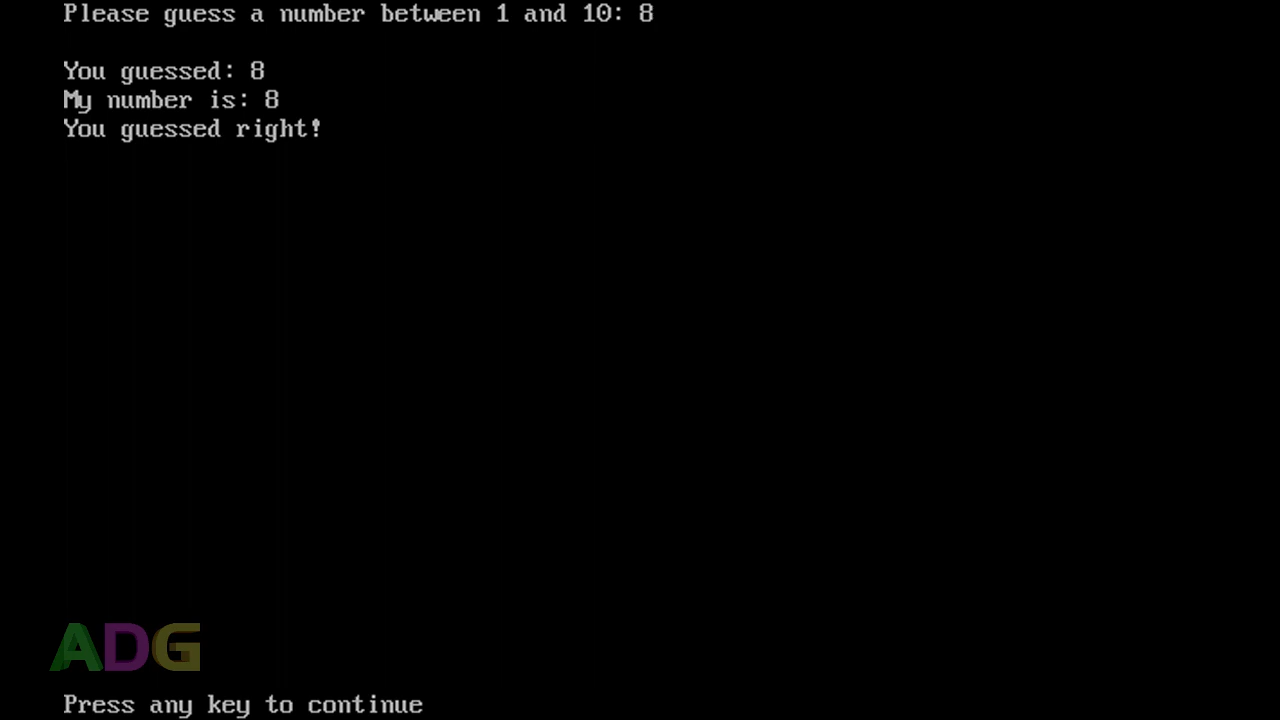 Please guess a number between 1 and 10: 8
You guessed: 8
My number is: 8
You guessed right!
ADG
Press any key to continue